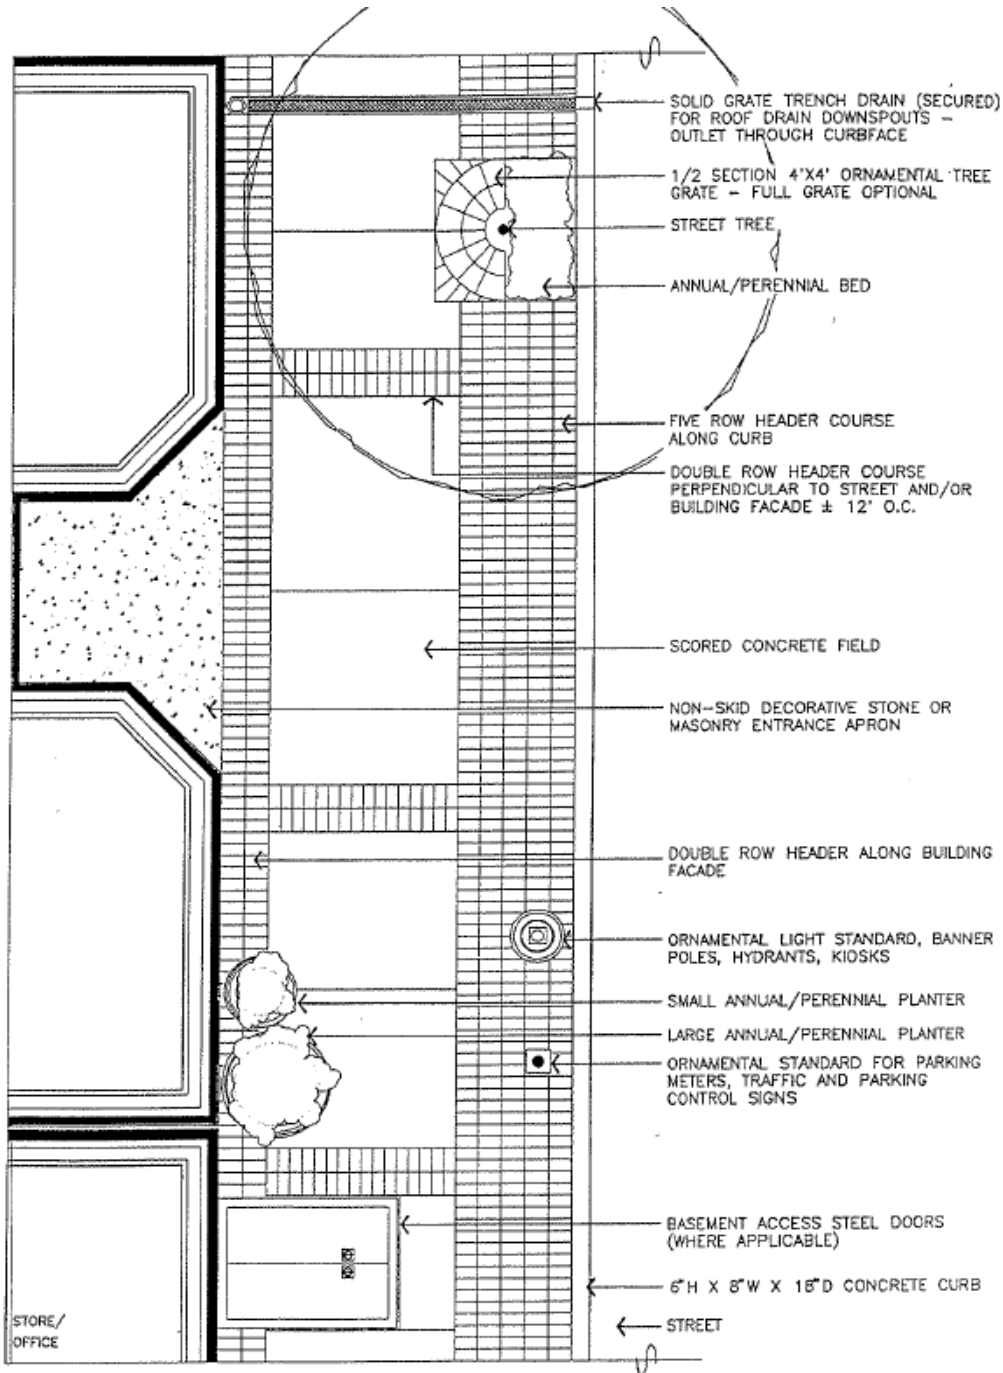 SOLID GRATE TRENCH DRAIN (SECURED)
FOR ROOF DRAIN DOWNSPOUTS –
OUTLET THROUGH CURBFACE
1/2 SECTION 4'X4' ORNAMENTAL TREE
GRATE – FULL GRATE OPTIONAL
STREET TREE
ANNUAL/PERENNIAL BED
FIVE ROW HEADER COURSE
ALONG CURB
DOUBLE ROW HEADER COURSE
PERPENDICULAR TO STREET AND/OR
BUILDING FACADE ± 12' O.C.
SCORED CONCRETE FIELD
NON–SKID DECORATIVE STONE OR
MASONRY ENTRANCE APRON
DOUBLE ROW HEADER ALONG BUILDING
FACADE
ORNAMENTAL LIGHT STANDARD, BANNER
POLES, HYDRANTS, KIOSKS
SMALL ANNUAL/PERENNIAL PLANTER
LARGE ANNUAL/PERENNIAL PLANTER
ORNAMENTAL STANDARD FOR PARKING
METERS, TRAFFIC AND PARKING
CONTROL SIGNS
BASEMENT ACCESS STEEL DOORS
(WHERE APPLICABLE)
6"H X 8"W X 18"D CONCRETE CURB
STREET
STORE/
OFFICE